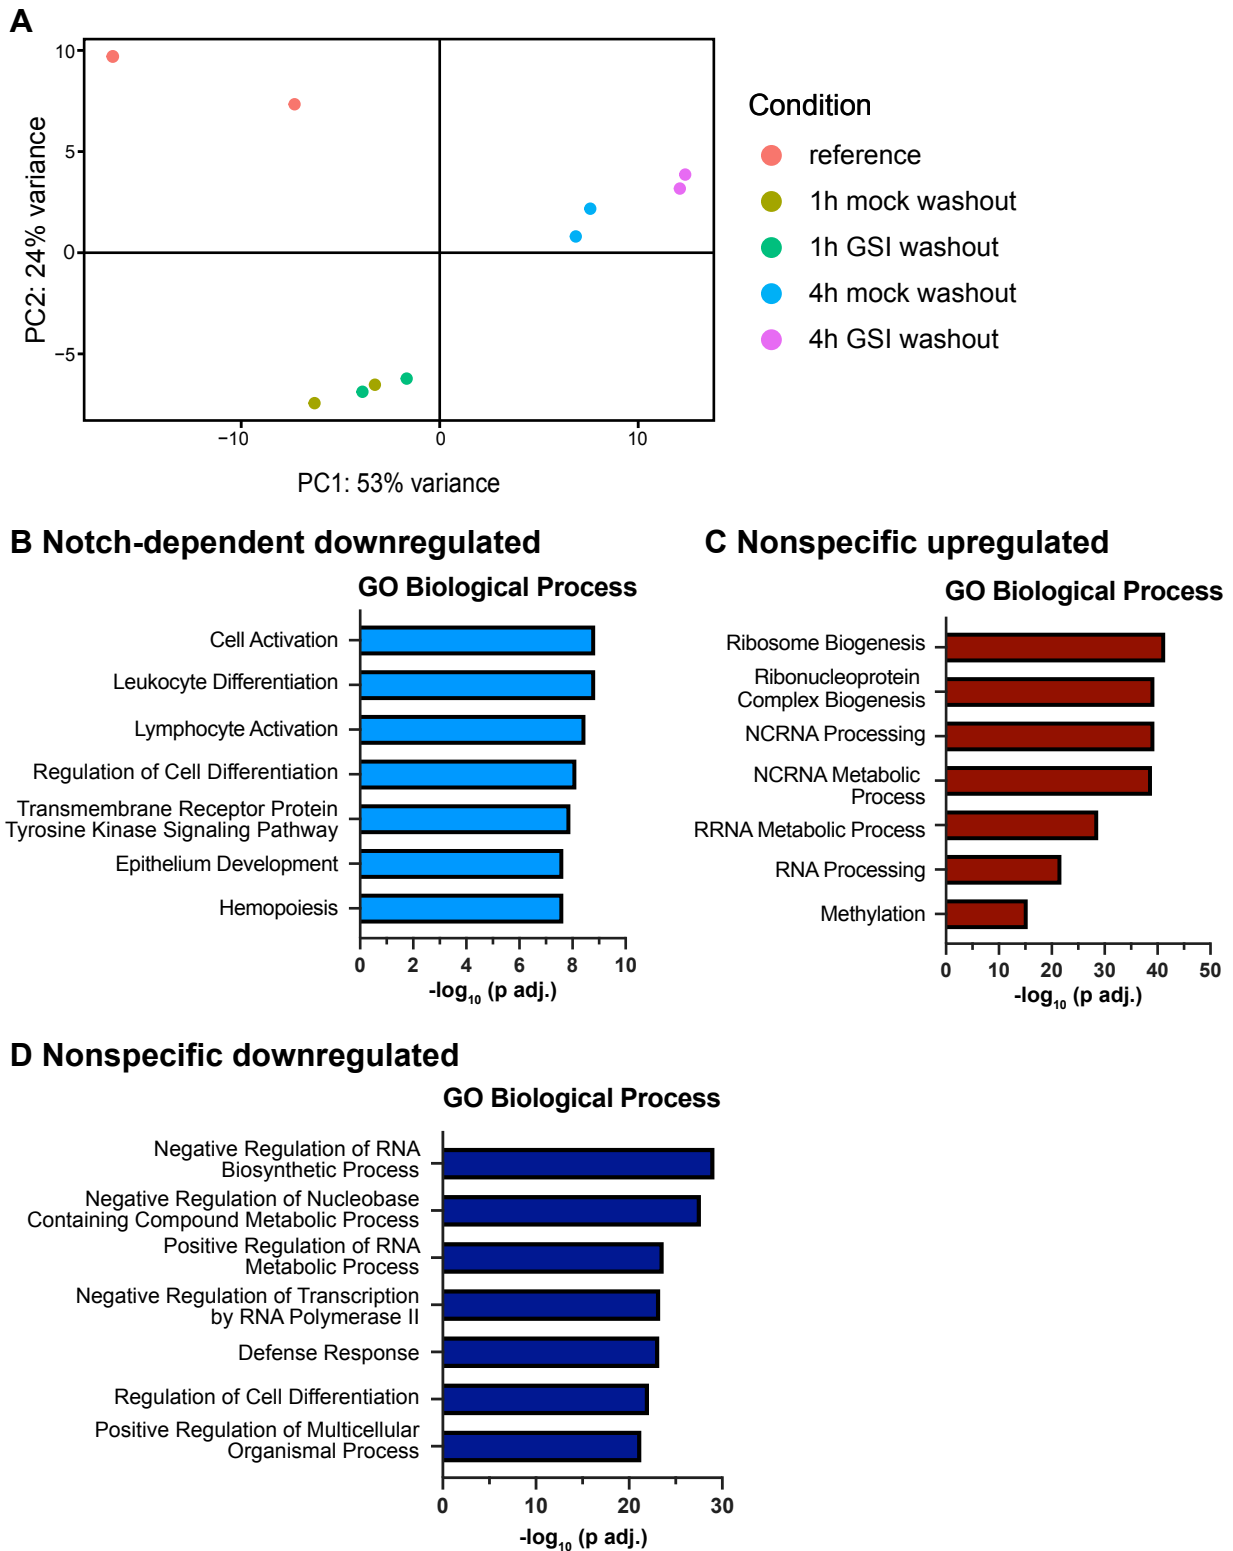 A
PC2: 24% variance
10
5
0
−5
−10
0
10
PC1: 53% variance
Condition
reference
1h mock washout
1h GSI washout
4h mock washout
4h GSI washout
B Notch-dependent downregulated
GO Biological Process
Cell Activation
Leukocyte Differentiation
Lymphocyte Activation
Regulation of Cell Differentiation
Transmembrane Receptor Protein
Tyrosine Kinase Signaling Pathway
Epithelium Development
Hemopoiesis
0 2 4 6 8 10
-log10 (p adj.)
C Nonspecific upregulated
GO Biological Process
Ribosome Biogenesis
Ribonucleoprotein
Complex Biogenesis
NCRNA Processing
NCRNA Metabolic
Process
RRNA Metabolic Process
RNA Processing
Methylation
0 10 20 30 40 50
-log10 (p adj.)
D Nonspecific downregulated
GO Biological Process
Negative Regulation of RNA
Biosynthetic Process
Negative Regulation of Nucleobase
Containing Compound Metabolic Process
Positive Regulation of RNA
Metabolic Process
Negative Regulation of Transcription
by RNA Polymerase II
Defense Response
Regulation of Cell Differentiation
Positive Regulation of Multicellular
Organismal Process
0 10 20 30
-log10 (p adj.)